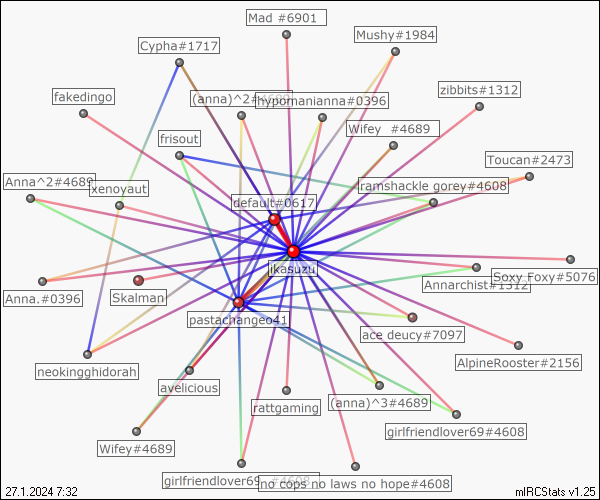 Mad #6901
Mushy#1984
Cypha#1717
zibbits#1312
fakedingo
(anna)^2#4689
hypomanianna#0396
Wifey #4689
frisout
Toucan#2473
Anna^2#4689
xenoyaut
ramshackle gorey#4608
default#0617
ikasuzu
Soxy Foxy#5076
Annarchist#1312
Anna.#0396
Skalman
pastachangeo41
ace deucy#7097
AlpineRooster#2156
neokingghidorah
avelicious
rattgaming
(anna)^3#4689
girlfriendlover69#4608
Wifey#4689
girlfriendlover69 #4608
no cops no laws no hope#4608
27.1.2024 7:32
mIRCStats v1.25